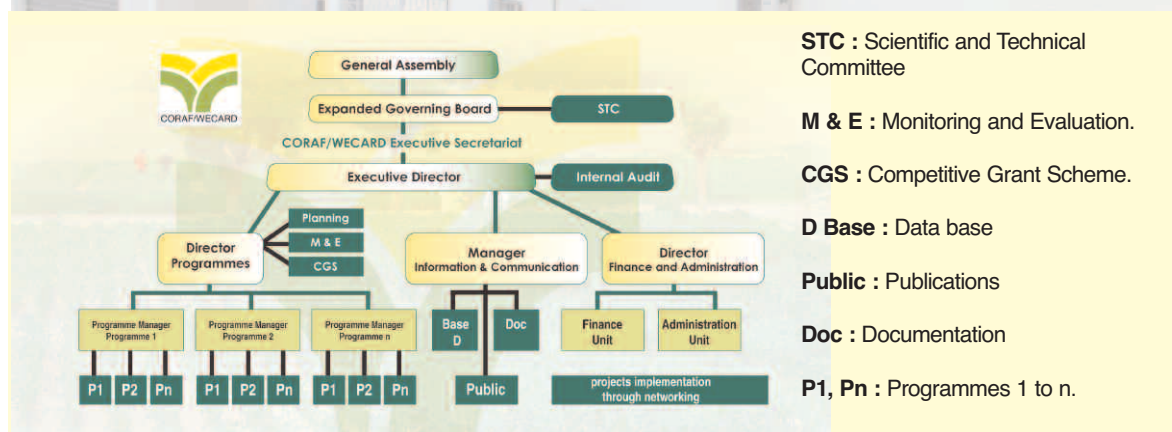 CORAF/WECARD
General Assembly
Expanded Governing Board
STC
CORAF/WECARD Executive Secretariat
Executive Director
Internal Audit
Planning
M & E
CGS
Director
Programmes
Manager
Information & Communication
Director
Finance and Administration
Programme Manager
Programme 1
Programme Manager
Programme 2
Programme Manager
Programme n
Base
D
Doc
Finance
Unit
Administration
Unit
P1 P2 Pn
P1 P2 Pn
P1 P2 Pn
Public
projects implementation
through networking
STC : Scientific and Technical
Committee
M & E : Monitoring and Evaluation.
CGS : Competitive Grant Scheme.
D Base : Data base
Public : Publications
Doc : Documentation
P1, Pn : Programmes 1 to n.